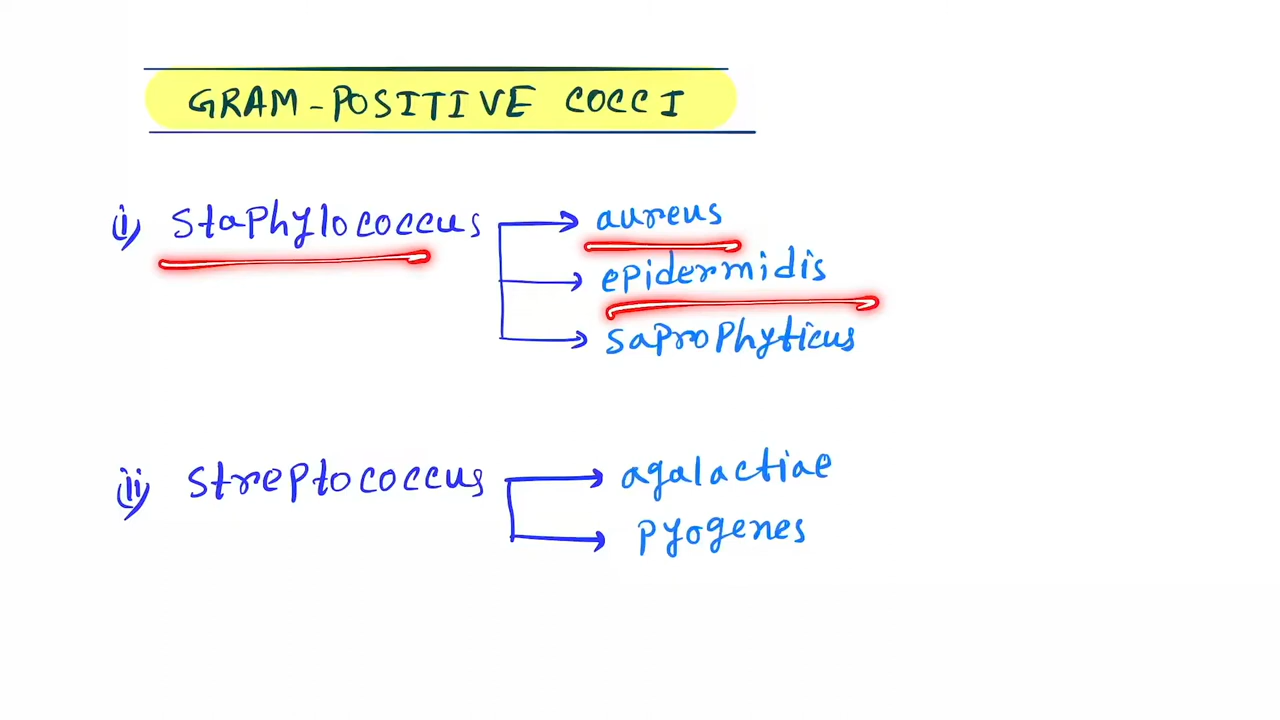 GRAM-POSITIVE COCCI
i) Staphylococcus
aureus
epidermidis
saprophyticus
ii) Streptococcus
agalactiae
pyogenes